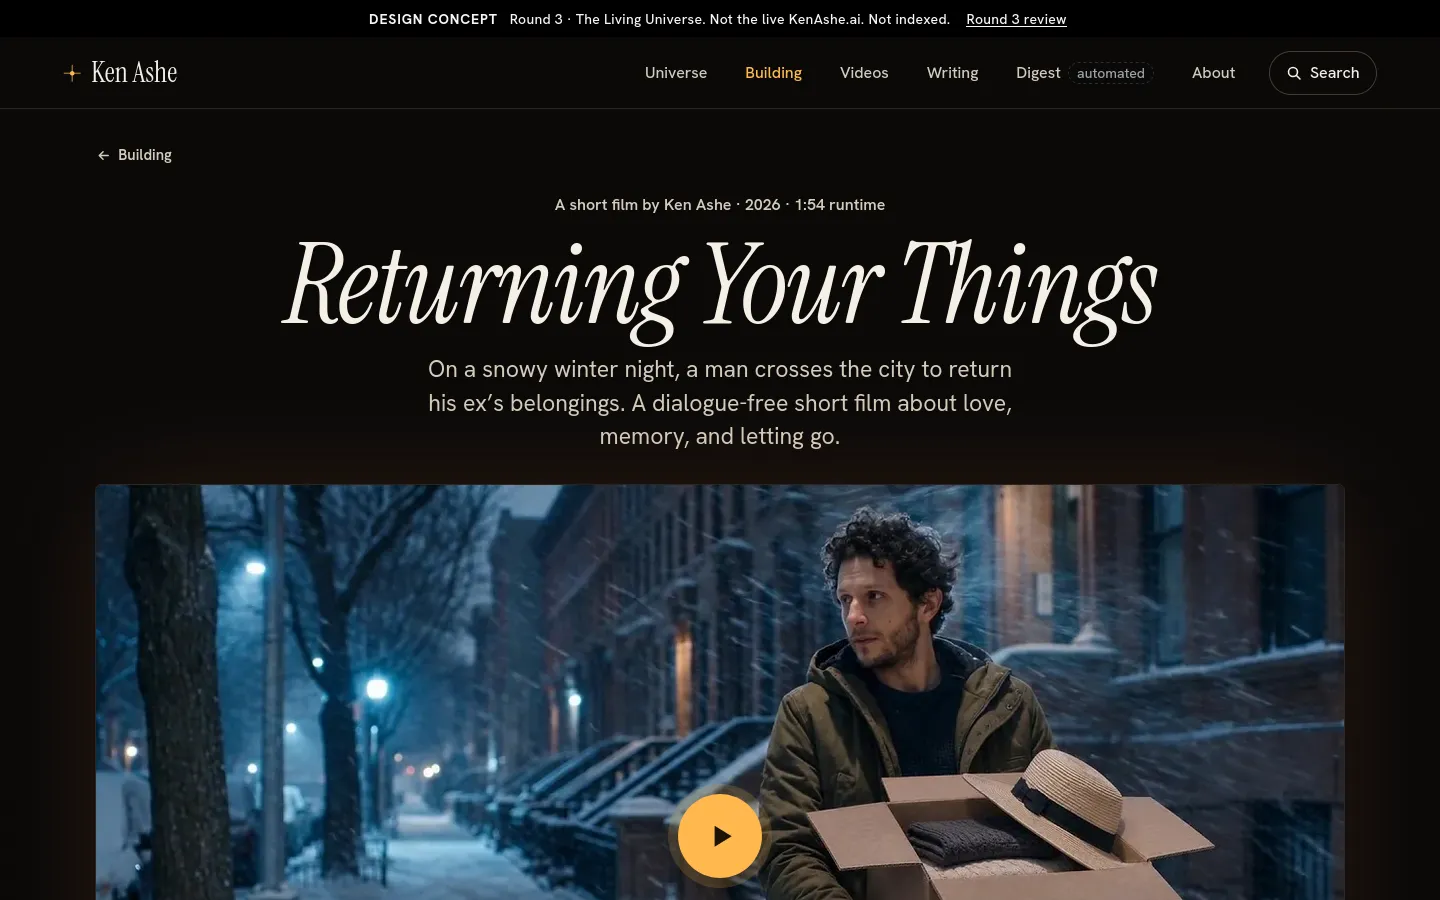 DESIGN CONCEPT Round 3 · The Living Universe. Not the live KenAshe.ai. Not indexed. Round 3 review
Ken Ashe
Universe Building Videos Writing Digest automated About Search
← Building
A short film by Ken Ashe · 2026 · 1:54 runtime
Returning Your Things
On a snowy winter night, a man crosses the city to return
his ex’s belongings. A dialogue-free short film about love,
memory, and letting go.